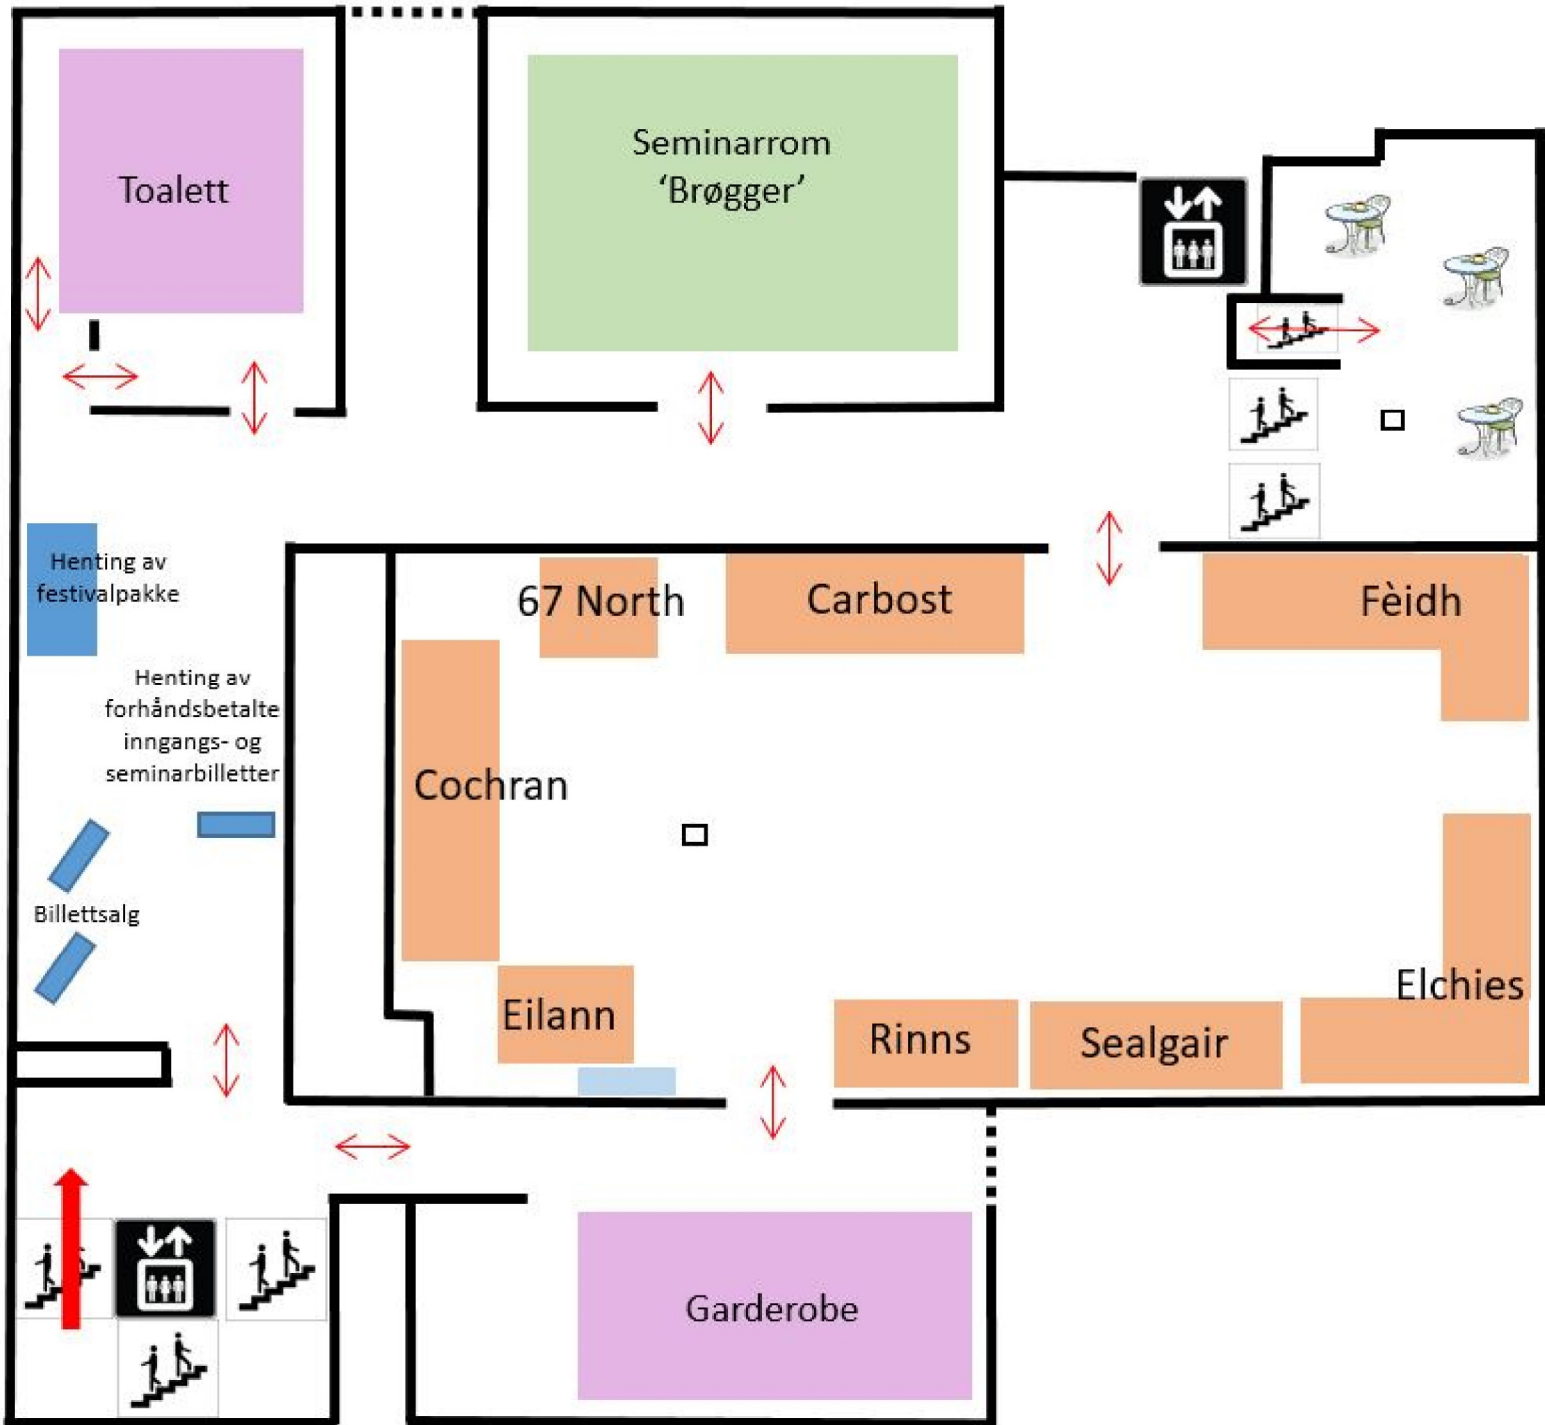 Toalett
Seminarrom
‘Brøgger’
Henting av
festivalpakke
Henting av
forhåndsbetalte
inngangs- og
seminarbilletter
Billettsalg
67 North
Carbost
Fèidh
Cochran
Eilann
Rinns
Sealgair
Elchies
Garderobe